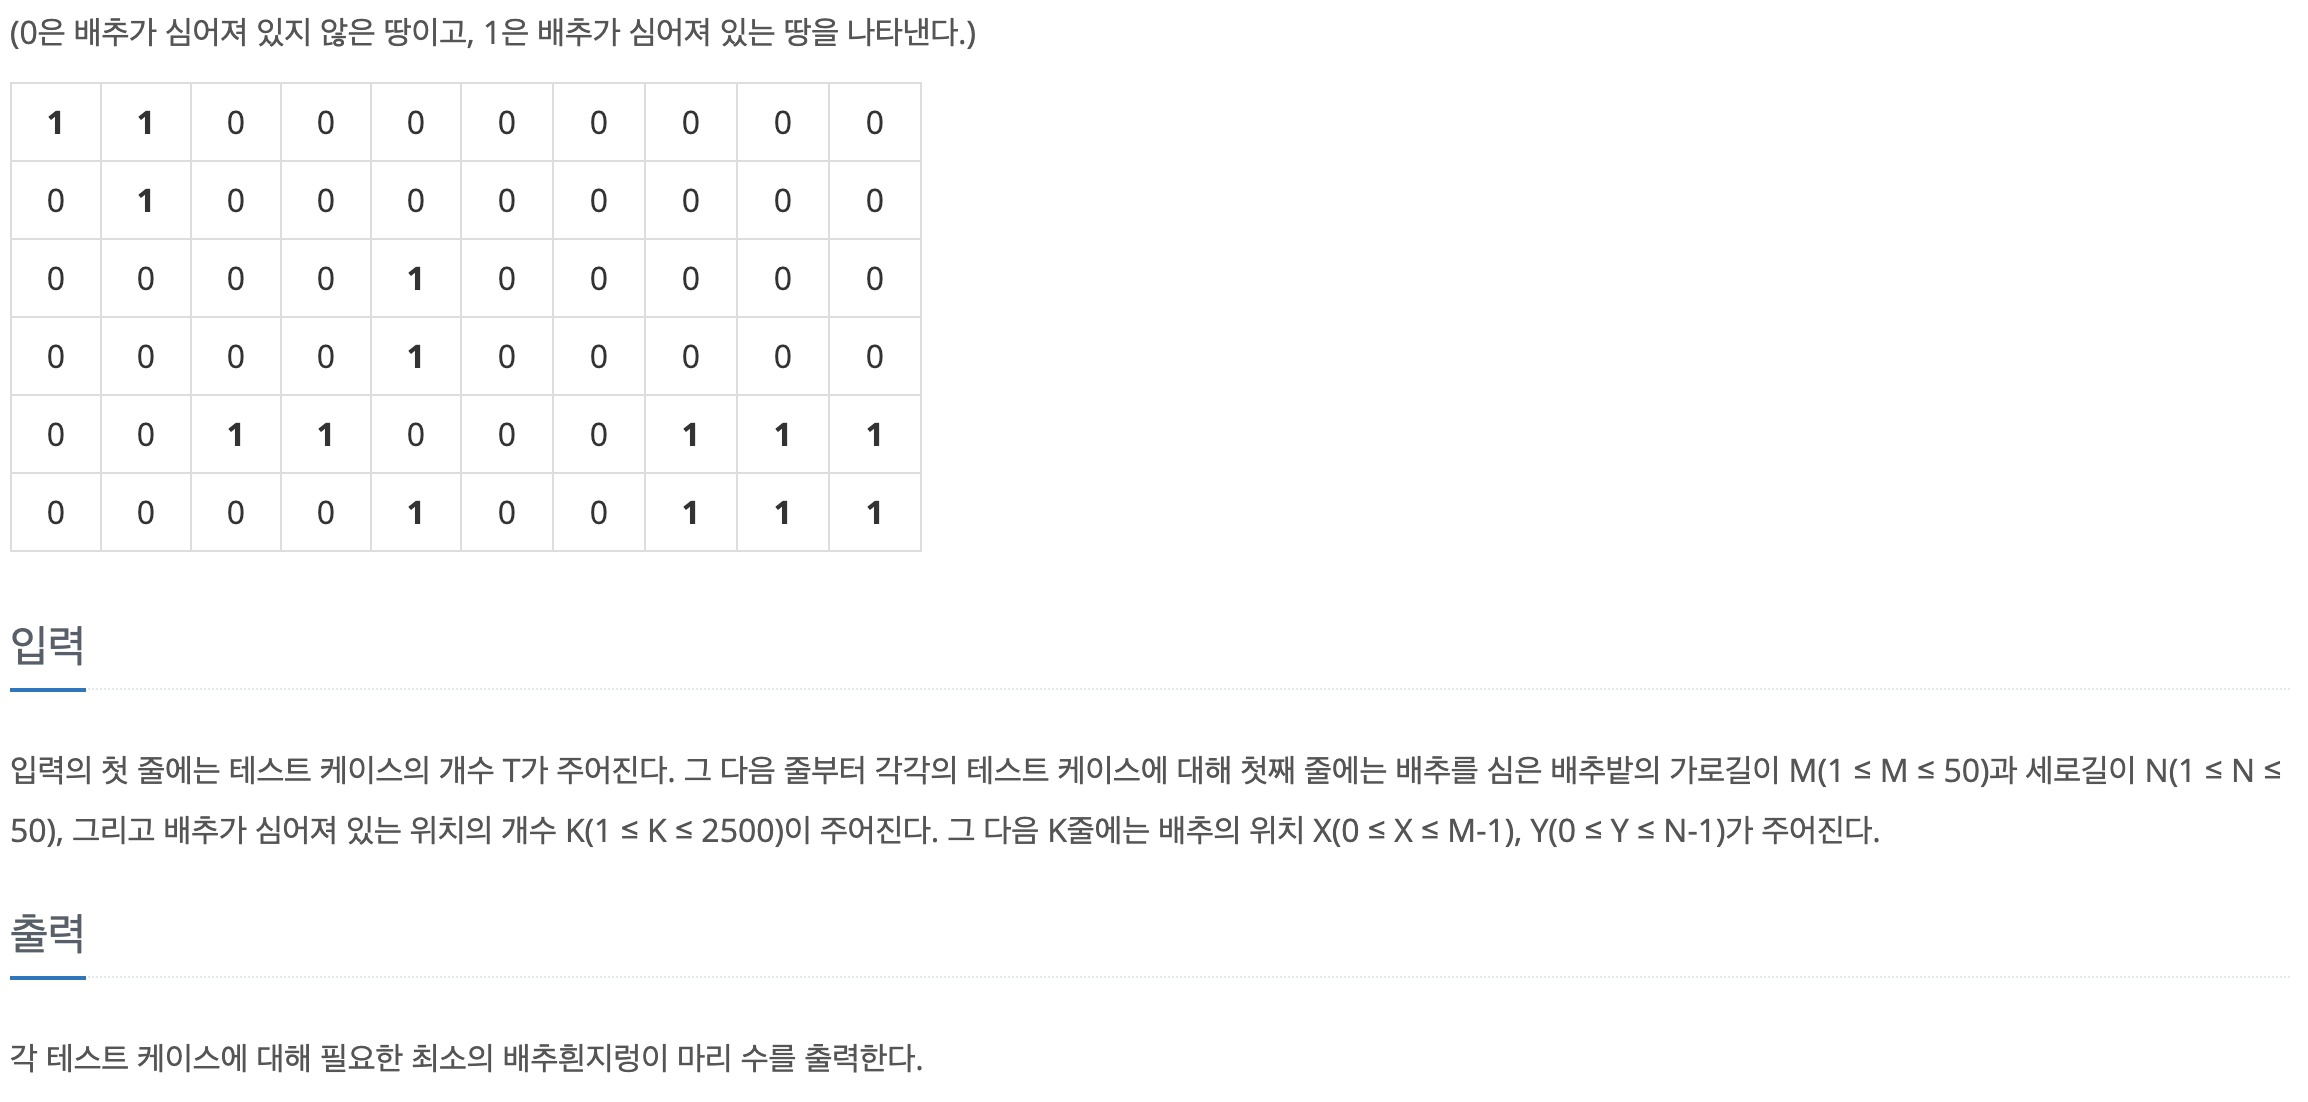 (0은 배추가 심어져 있지 않은 땅이고, 1은 배추가 심어져 있는 땅을 나타낸다.)
1 1 0 0 0 0 0 0 0 0
0 1 0 0 0 0 0 0 0 0
0 0 0 0 1 0 0 0 0 0
0 0 0 0 1 0 0 0 0 0
0 0 1 1 0 0 0 1 1 1
0 0 0 0 1 0 0 1 1 1
입력
입력의 첫 줄에는 테스트 케이스의 개수 T가 주어진다. 그 다음 줄부터 각각의 테스트 케이스에 대해 첫째 줄에는 배추를 심은 배추밭의 가로길이 M(1 ≤ M ≤ 50)과 세로길이 N(1 ≤ N ≤
50), 그리고 배추가 심어져 있는 위치의 개수 K(1 ≤ K ≤ 2500)이 주어진다. 그 다음 K줄에는 배추의 위치 X(0 ≤ X ≤ M-1), Y(0 ≤ Y ≤ N-1)가 주어진다.
출력
각 테스트 케이스에 대해 필요한 최소의 배추흰지렁이 마리 수를 출력한다.